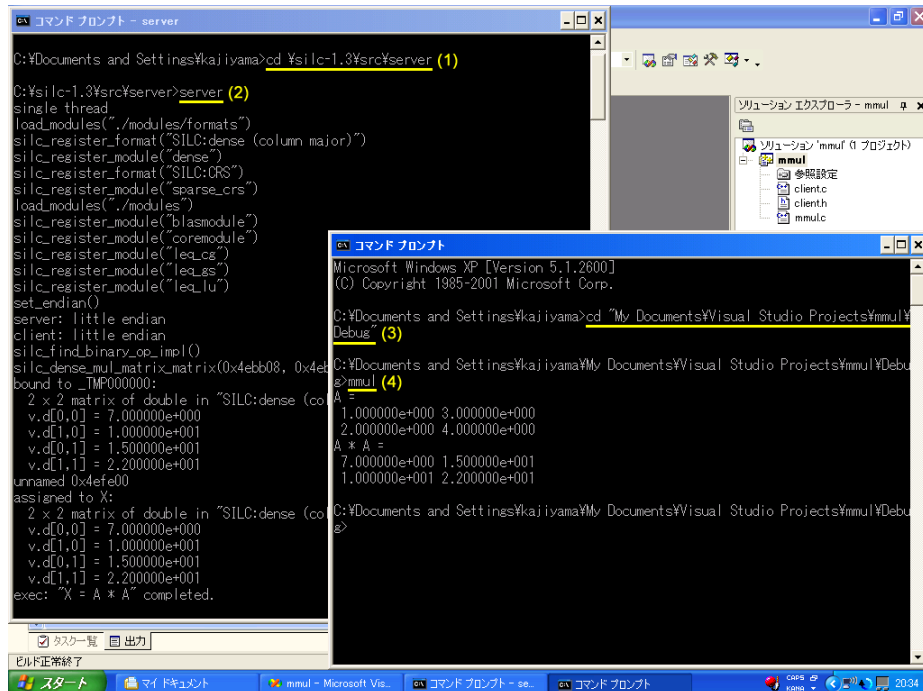 コマンド プロンプト - server
C:¥Documents and Settings¥kajiyama>cd ¥silc-1.3¥src¥server (1)
C:¥silc-1.3¥src¥server>server (2)
single thread
load_modules("./modules/formats")
silc_register_format("SILC:dense (column major)")
silc_register_module("dense")
silc_register_format("SILC:CRS")
silc_register_module("sparse_crs")
load_modules("./modules")
silc_register_module("blasmodule")
silc_register_module("coremodule")
silc_register_module("leq_cg")
silc_register_module("leq_gs")
silc_register_module("leq_lu")
set_endian()
server: little endian
client: little endian
silc_find_binary_op_impl()
silc_dense_mul_matrix_matrix(0x4ebb08, 0x4eb
bound to _TMP000000:
2 x 2 matrix of double in "SILC:dense (col
v.d[0,0] = 7.000000e+000
v.d[1,0] = 1.000000e+001
v.d[0,1] = 1.500000e+001
v.d[1,1] = 2.200000e+001
unnamed 0x4efe00
assigned to X:
2 x 2 matrix of double in "SILC:dense (col
v.d[0,0] = 7.000000e+000
v.d[1,0] = 1.000000e+001
v.d[0,1] = 1.500000e+001
v.d[1,1] = 2.200000e+001
exec: "X = A * A" completed.
ソリューション エクスプローラ - mmul
ソリューション 'mmul' (1 プロジェクト)
mmul
参照設定
client.c
client.h
mmul.c
コマンド プロンプト
Microsoft Windows XP [Version 5.1.2600]
(C) Copyright 1985-2001 Microsoft Corp.
C:¥Documents and Settings¥kajiyama>cd "My Documents¥Visual Studio Projects¥mmul¥
Debug" (3)
C:¥Documents and Settings¥kajiyama¥My Documents¥Visual Studio Projects¥mmul¥Debu
g>mmul (4)
A =
1.000000e+000 3.000000e+000
2.000000e+000 4.000000e+000
A * A =
7.000000e+000 1.500000e+001
1.000000e+001 2.200000e+001
C:¥Documents and Settings¥kajiyama¥My Documents¥Visual Studio Projects¥mmul¥Debu
g>
タスク一覧 出力
ビルド正常終了
スタート マイ ドキュメント mmul - Microsoft Vis... コマンド プロンプト - se... コマンド プロンプト CAPS KANA 20:34